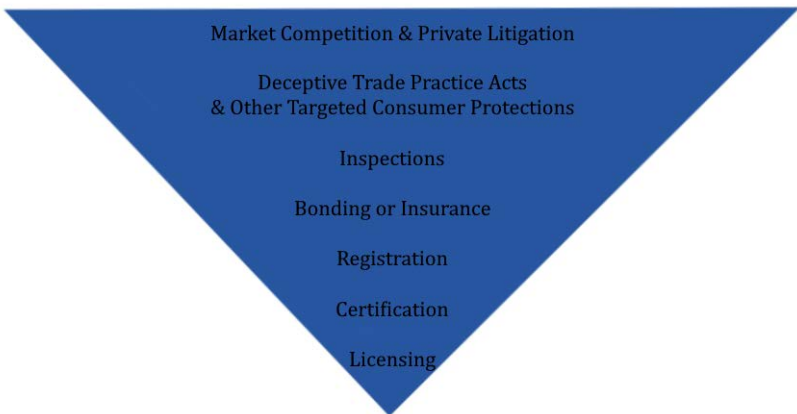 Market Competition & Private Litigation
Deceptive Trade Practice Acts
& Other Targeted Consumer Protections
Inspections
Bonding or Insurance
Registration
Certification
Licensing